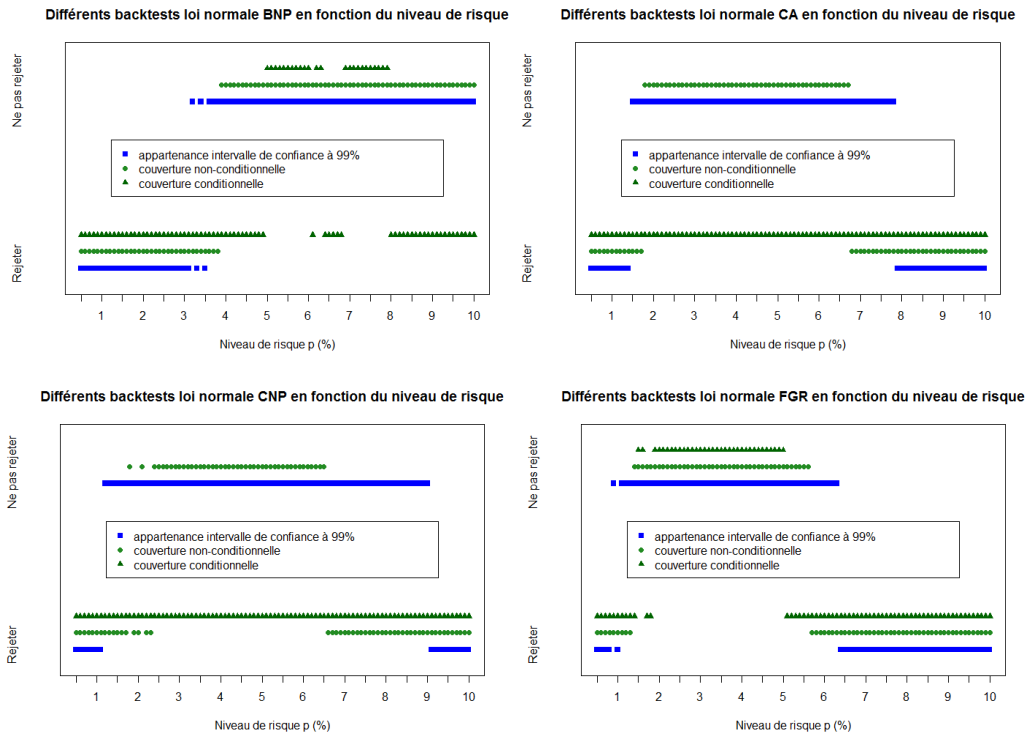 Différents backtests loi normale BNP en fonction du niveau de risque
Ne pas rejeter
Rejeter
appartenance intervalle de confiance à 99%
couverture non-conditionnelle
couverture conditionnelle
1 2 3 4 5 6 7 8 9 10
Niveau de risque p (%)
Différents backtests loi normale CA en fonction du niveau de risque
Ne pas rejeter
Rejeter
appartenance intervalle de confiance à 99%
couverture non-conditionnelle
couverture conditionnelle
1 2 3 4 5 6 7 8 9 10
Niveau de risque p (%)
Différents backtests loi normale CNP en fonction du niveau de risque
Ne pas rejeter
Rejeter
appartenance intervalle de confiance à 99%
couverture non-conditionnelle
couverture conditionnelle
1 2 3 4 5 6 7 8 9 10
Niveau de risque p (%)
Différents backtests loi normale FGR en fonction du niveau de risque
Ne pas rejeter
Rejeter
appartenance intervalle de confiance à 99%
couverture non-conditionnelle
couverture conditionnelle
1 2 3 4 5 6 7 8 9 10
Niveau de risque p (%)